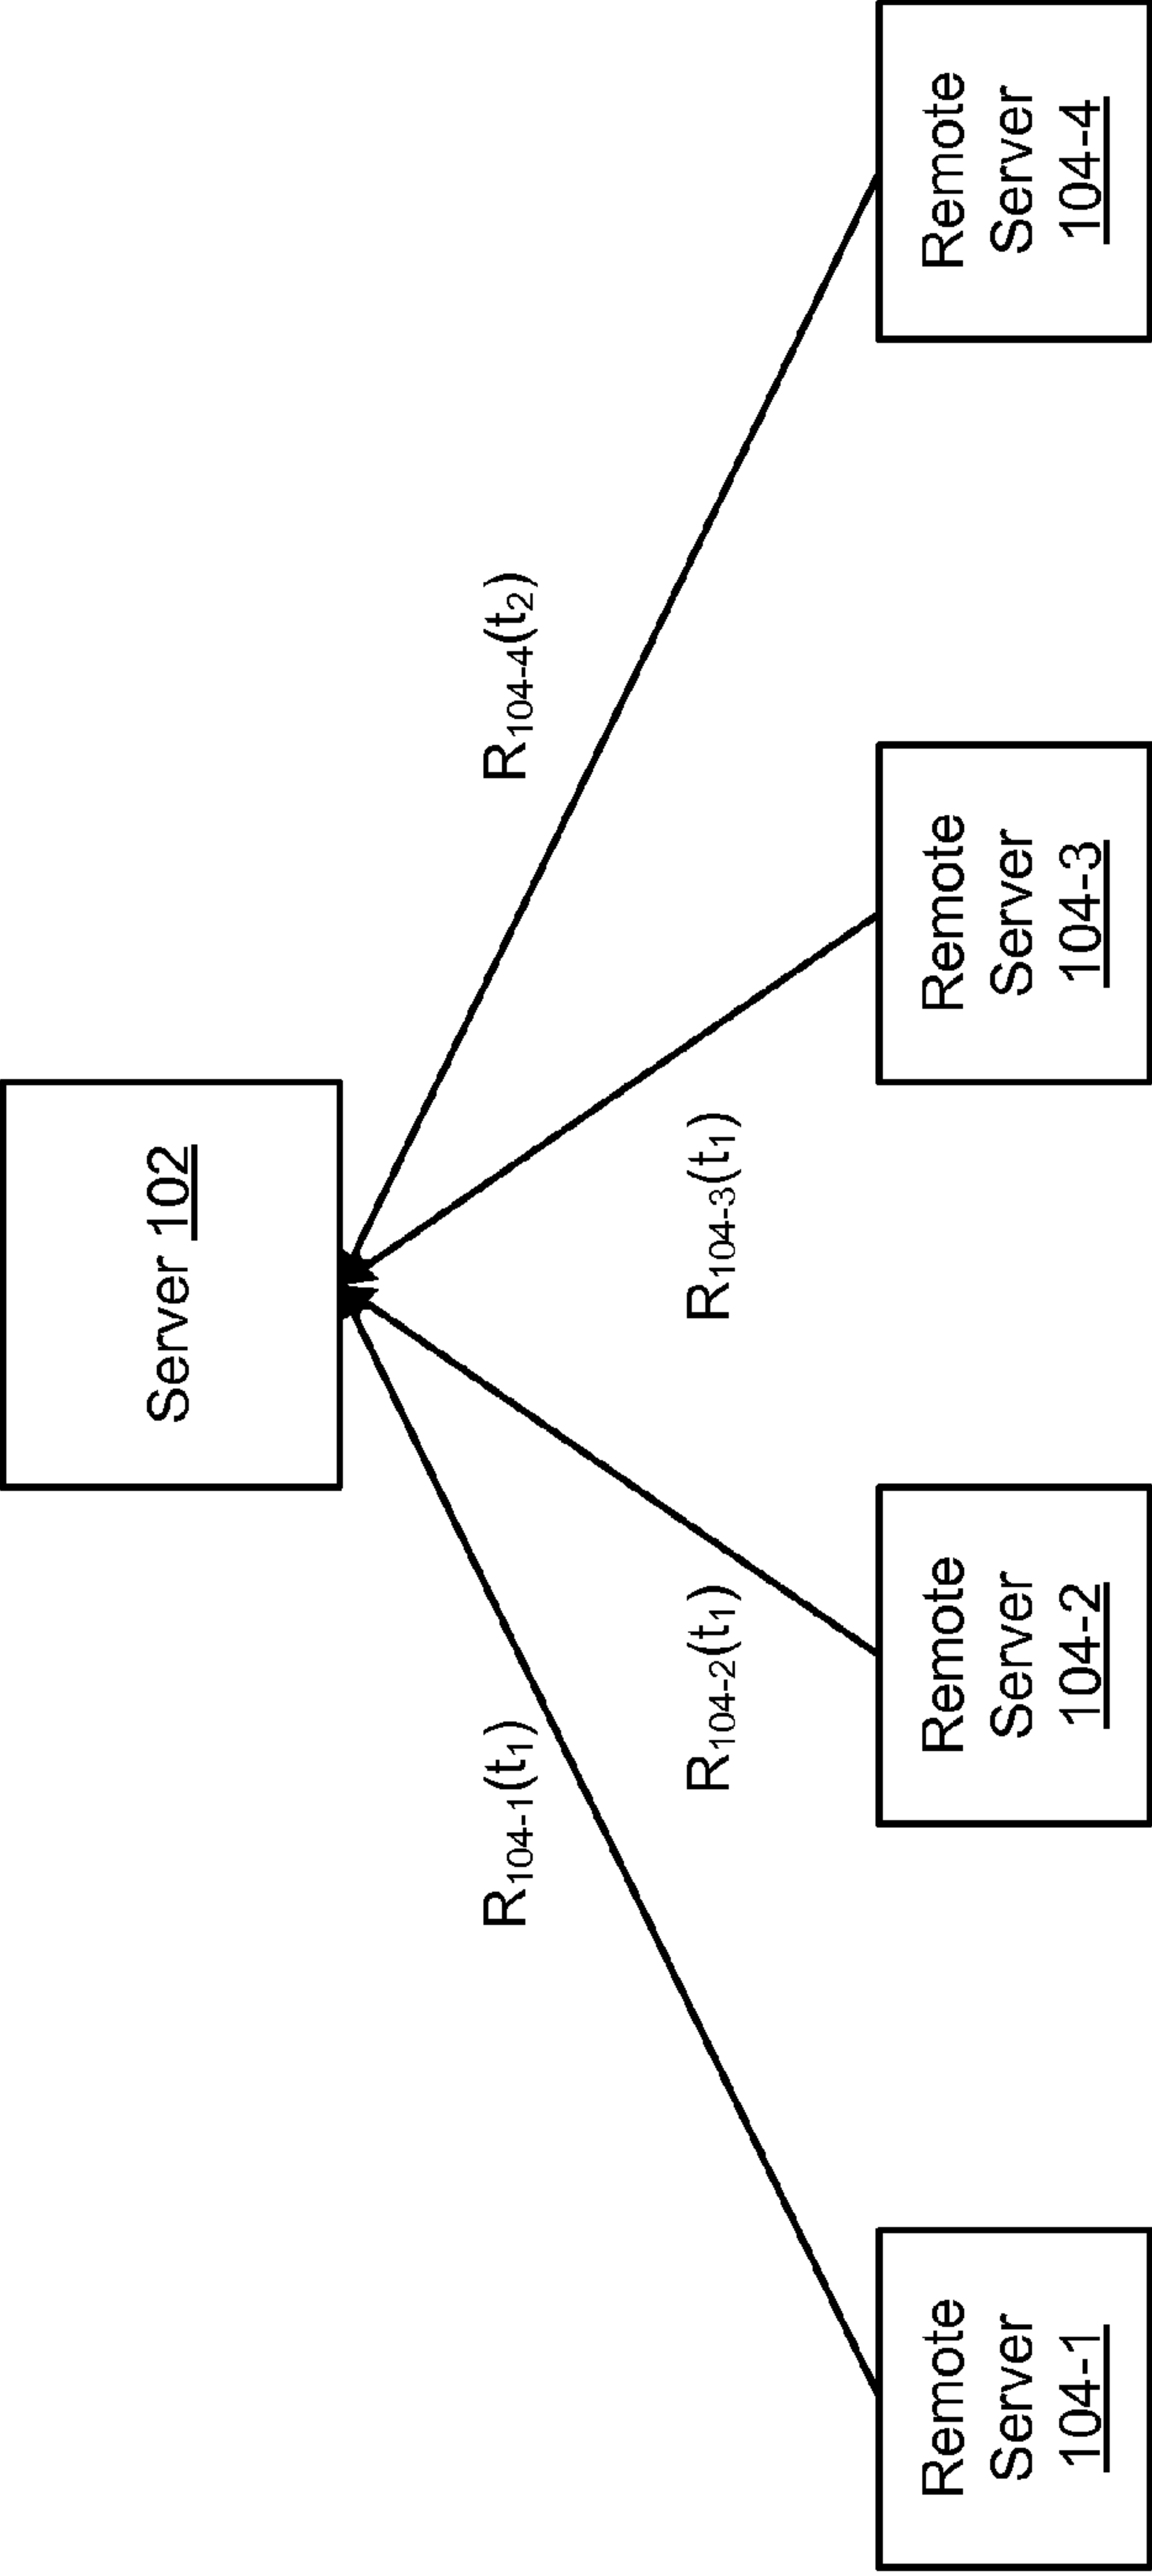 Server 102
R104-1(t1)
R104-4(t2)
R104-2(t1)
R104-3(t1)
Remote
Server
104-1
Remote
Server
104-2
Remote
Server
104-3
Remote
Server
104-4